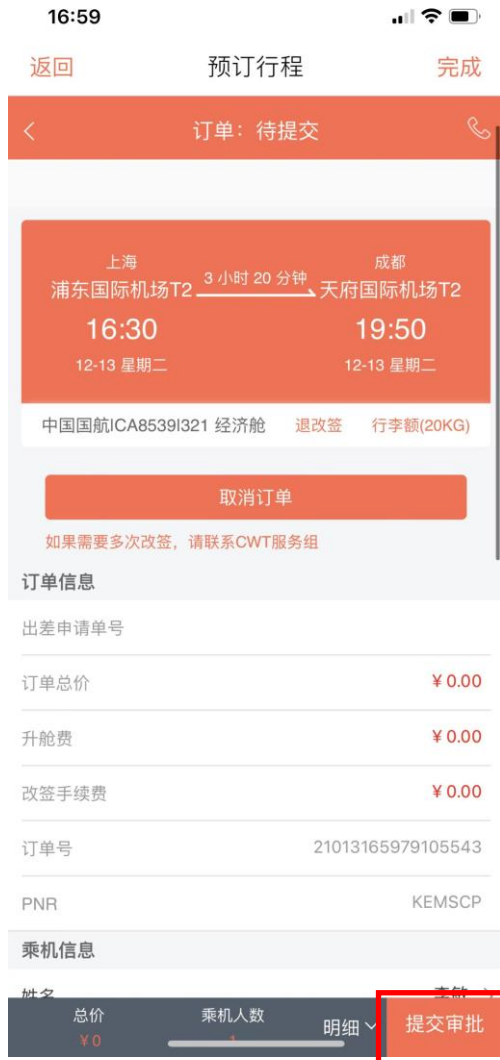 16:59
返回 预订行程 完成
订单：待提交
上海 成都
浦东国际机场T2 3 小时 20 分钟 天府国际机场T2
16:30 19:50
12-13 星期二 12-13 星期二
中国国航ICA8539I321 经济舱 退改签 行李额(20KG)
取消订单
如果需要多次改签，请联系CWT服务组
订单信息
出差申请单号
订单总价 ¥ 0.00
升舱费 ¥ 0.00
改签手续费 ¥ 0.00
订单号 21013165979105543
PNR KEMSCP
乘机信息
姓名
总价 乘机人数 明细 提交审批
¥ 0 1